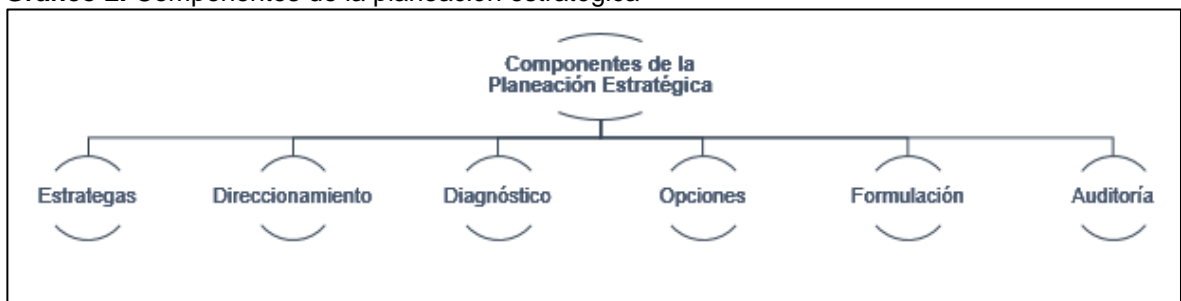 Gráfico 2. Componentes de la planeación estratégica
Componentes de la
Planeación Estratégica
Estrategas
Direccionamiento
Diagnóstico
Opciones
Formulación
Auditoría